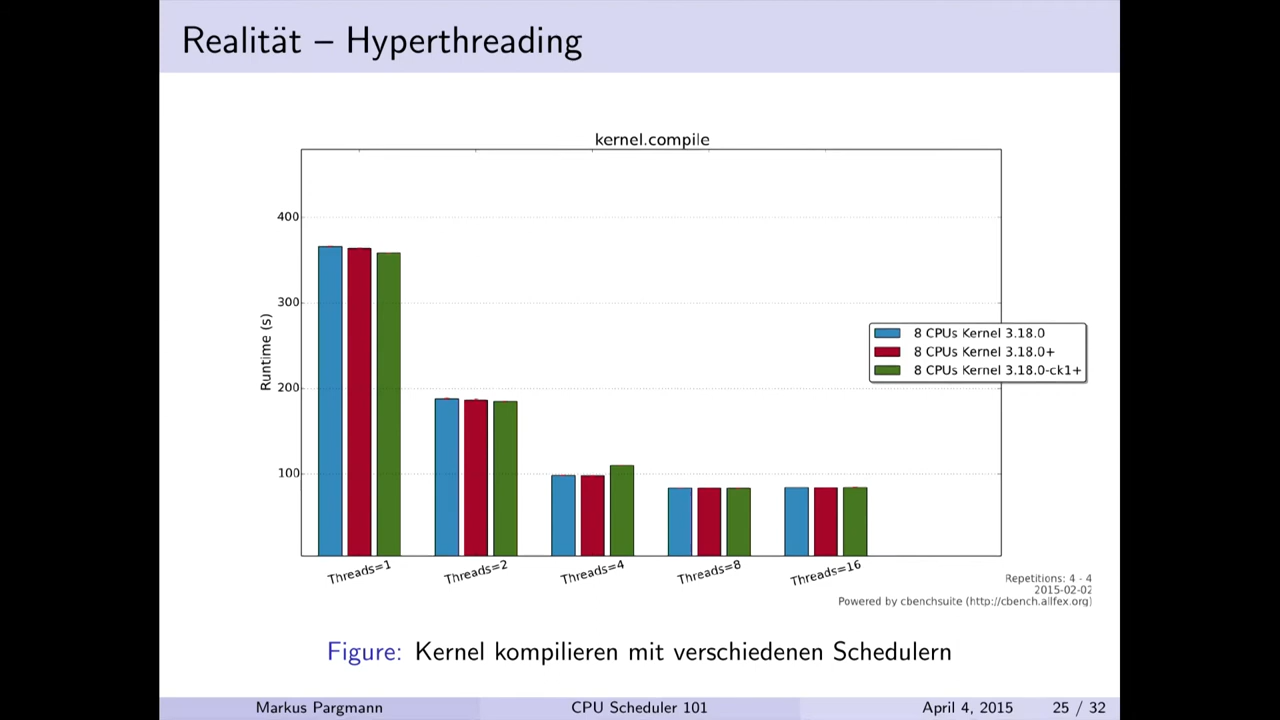 Realität – Hyperthreading
kernel.compile
400
300
200
100
Runtime (s)
8 CPUs Kernel 3.18.0
8 CPUs Kernel 3.18.0+
8 CPUs Kernel 3.18.0-ck1+
Threads=1
Threads=2
Threads=4
Threads=8
Threads=16
Repetitions: 4 - 4
2015-02-02
Powered by cbenchsuite (http://cbench.allfex.org)
Figure: Kernel kompilieren mit verschiedenen Schedulern
Markus Pargmann CPU Scheduler 101 April 4, 2015 25 / 32